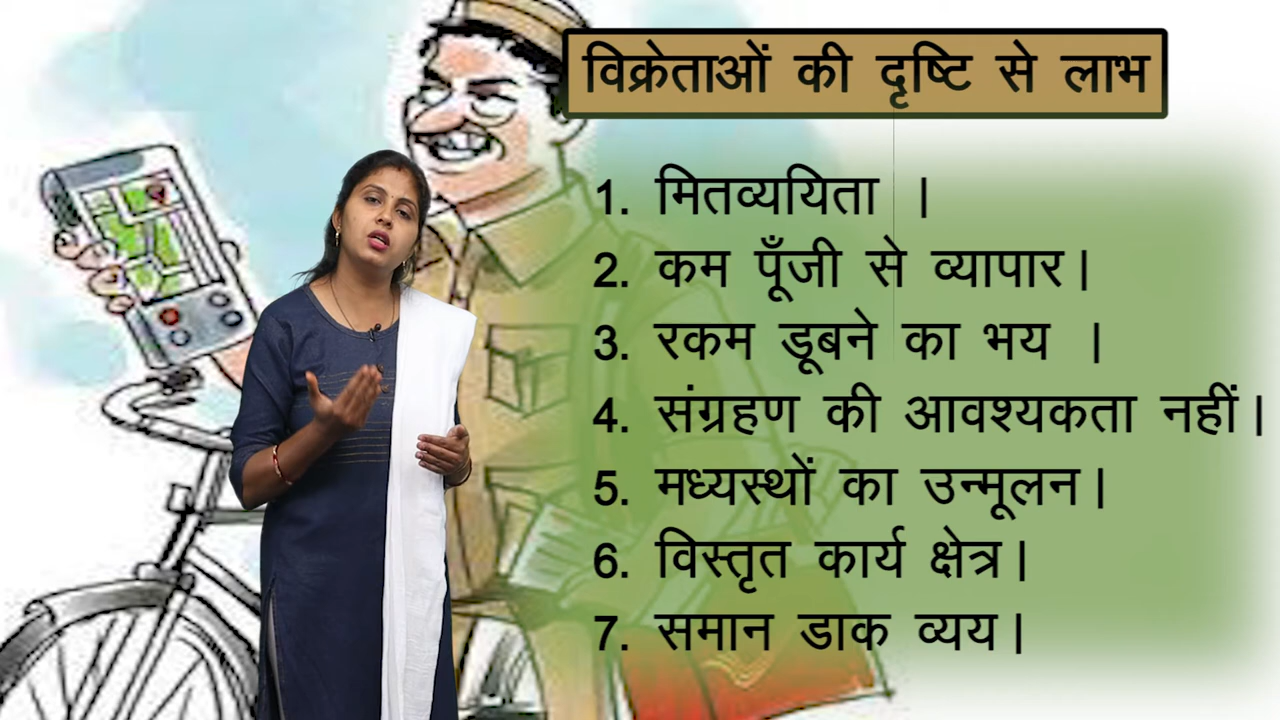 विक्रेताओं की दृष्टि से लाभ
1. मितव्ययिता ।
2. कम पूँजी से व्यापार।
3. रकम डूबने का भय ।
4. संग्रहण की आवश्यकता नहीं।
5. मध्यस्थों का उन्मूलन।
6. विस्तृत कार्य क्षेत्र।
7. समान डाक व्यय।